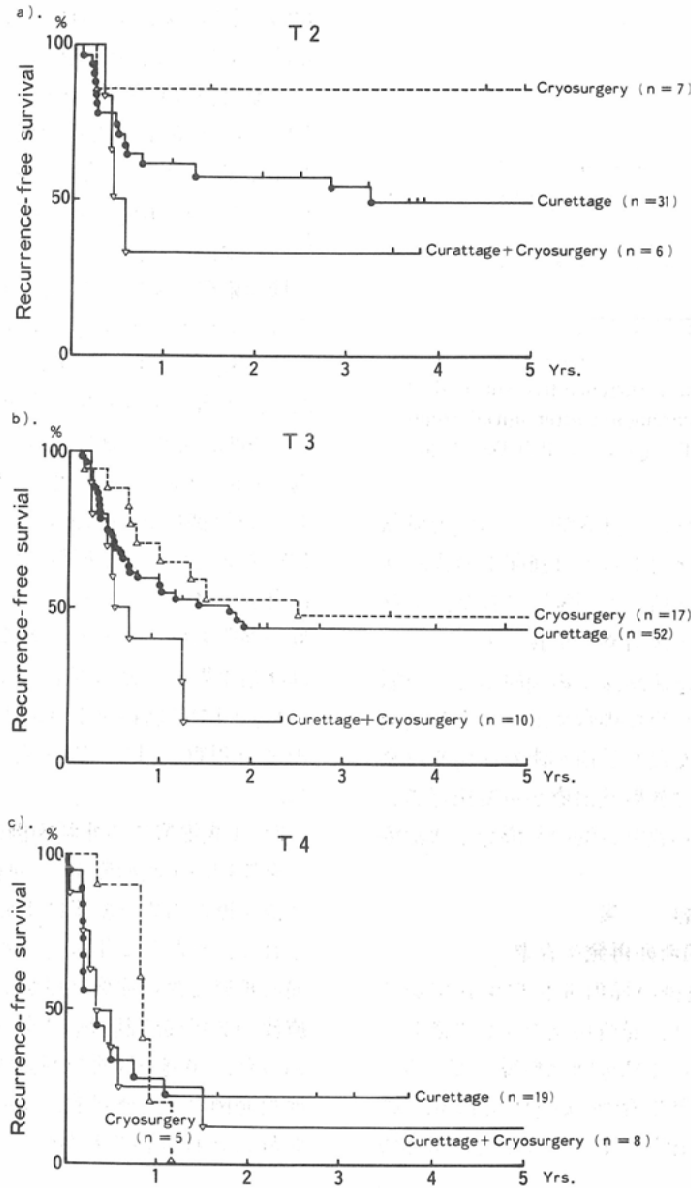 a).
T 2
%
100
Cryosurgery (n = 7)
Recurrence-free survival
50
Curettage (n = 31)
Curattage+Cryosurgery (n = 6)
0
1 2 3 4 5 Yrs.
b).
T 3
%
100
Recurrence-free survial
50
Cryosurgery (n = 17)
Curettage (n = 52)
Curettage+Cryosurgery (n = 10)
0
1 2 3 4 5 Yrs.
c).
T 4
%
100
Recurrence-free survival
50
Curettage (n = 19)
Cryosurgery
(n = 5)
Curettage+Cryosurgery (n = 8)
0
1 2 3 4 5 Yrs.